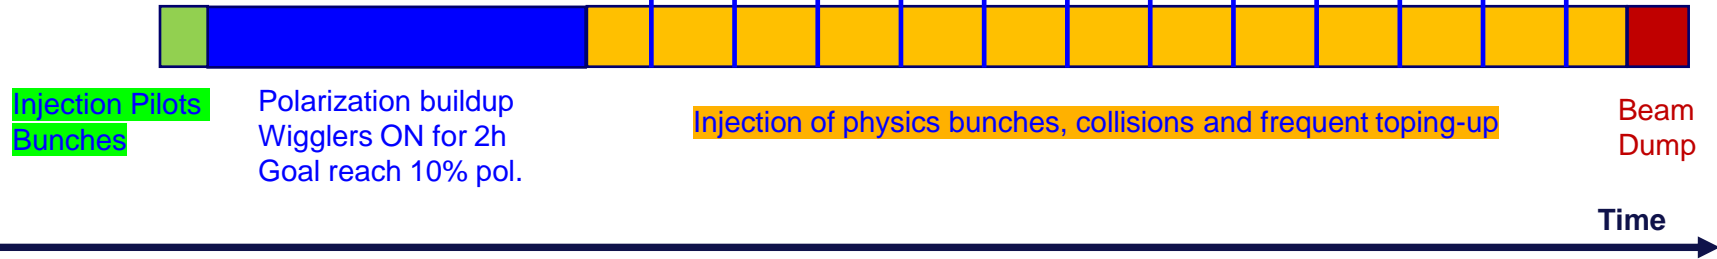 Injection Pilots
Bunches
Polarization buildup
Wigglers ON for 2h
Goal reach 10% pol.
Injection of physics bunches, collisions and frequent toping-up
Beam
Dump
Time